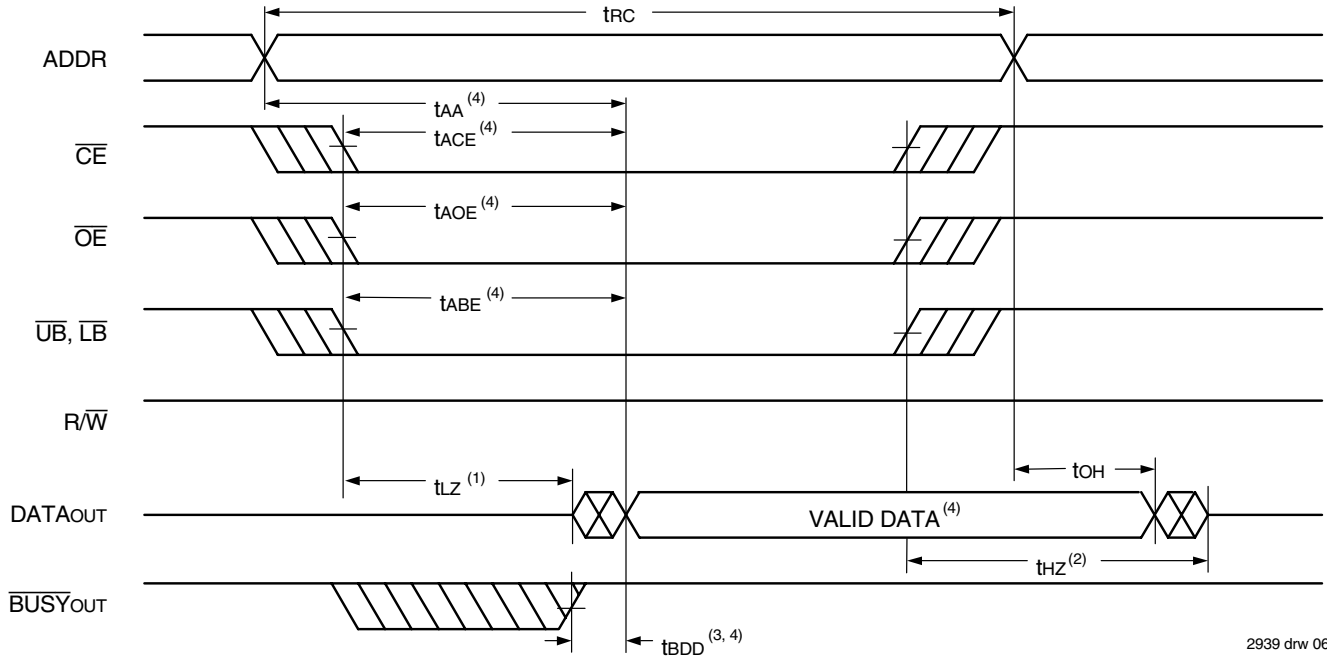 tRC
ADDR
tAA (4)
tACE (4)
CE
tAOE (4)
OE
tABE (4)
UB, LB
R/W
tOH
tLZ (1)
DATAOUT
VALID DATA (4)
tHZ (2)
BUSYOUT
tBDD (3, 4)
2939 drw 06